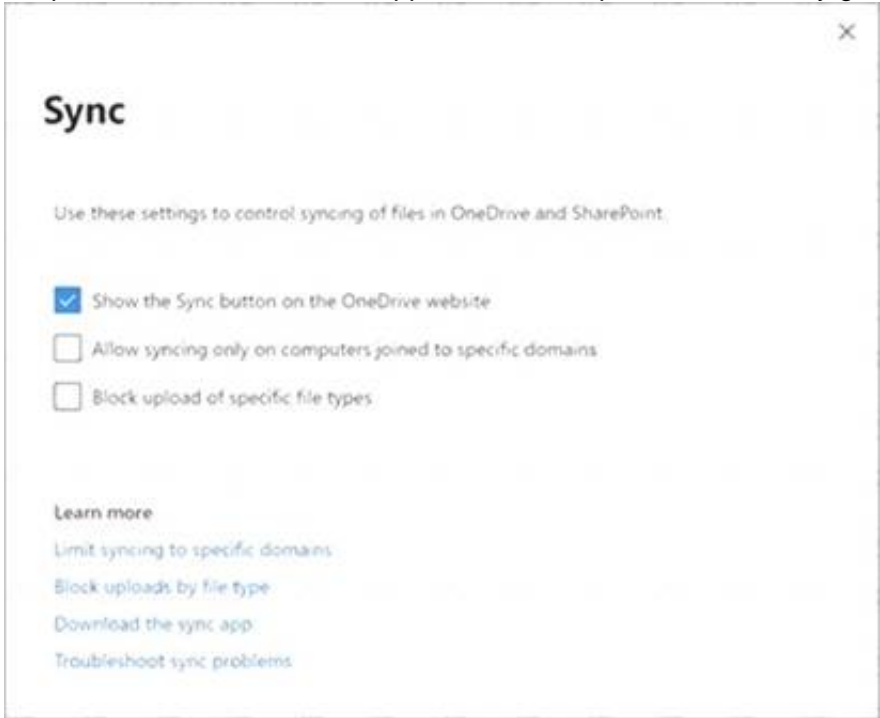 Sync
Use these settings to control syncing of files in OneDrive and SharePoint.
Show the Sync button on the OneDrive website
Allow syncing only on computers joined to specific domains
Block upload of specific file types
Learn more
Limit syncing to specific domains
Block uploads by file type
Download the sync app
Troubleshoot sync problems